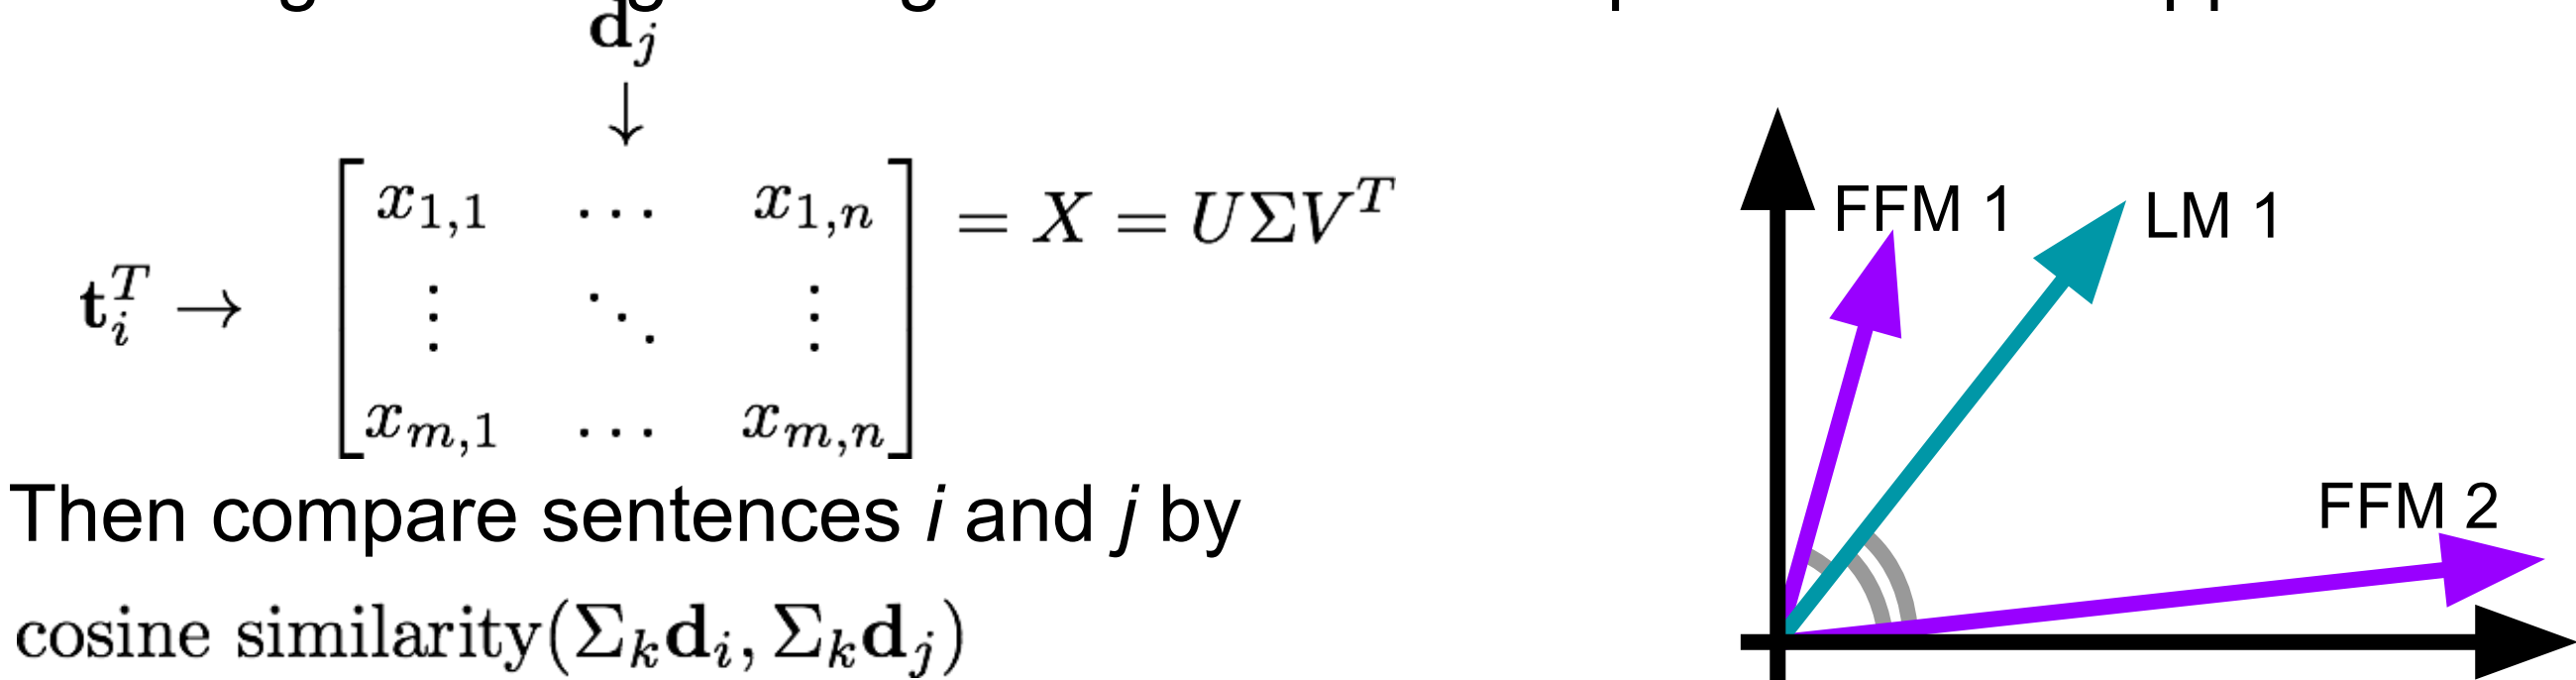 d_j
↓
t_i^T → [ x_{1,1} … x_{1,n} ⋮ ⋱ ⋮ x_{m,1} … x_{m,n} ] = X = UΣV^T
Then compare sentences i and j by
cosine similarity(Σ_k d_i, Σ_k d_j)
FFM 1
LM 1
FFM 2